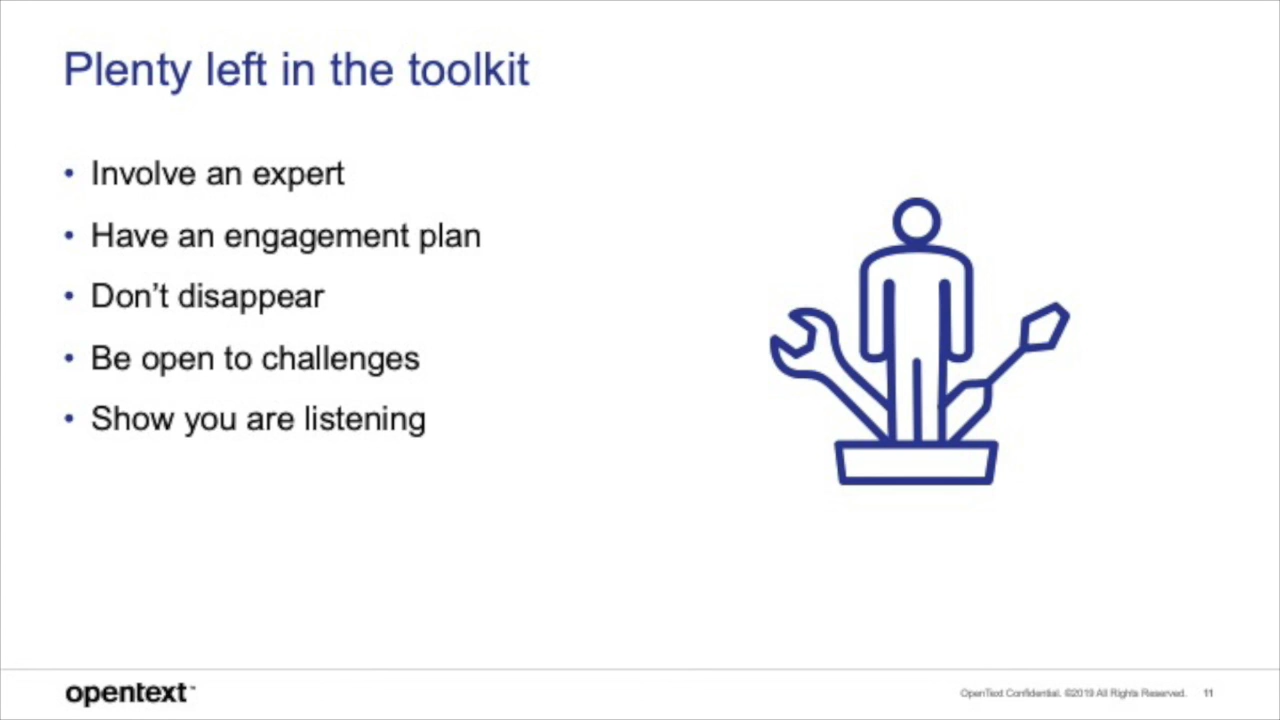 Plenty left in the toolkit
• Involve an expert
• Have an engagement plan
• Don’t disappear
• Be open to challenges
• Show you are listening
opentext™
OpenText Confidential. ©2019 All Rights Reserved. 11